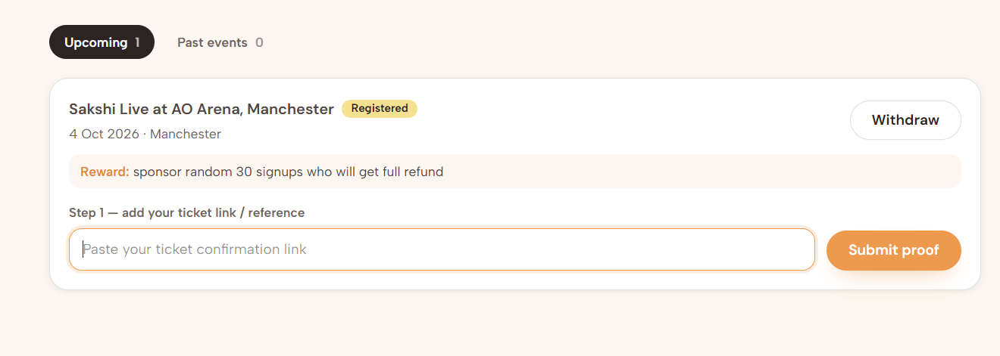 Upcoming 1 Past events 0
Sakshi Live at AO Arena, Manchester Registered
Withdraw
4 Oct 2026 · Manchester
Reward: sponsor random 30 signups who will get full refund
Step 1 — add your ticket link / reference
Paste your ticket confirmation link
Submit proof